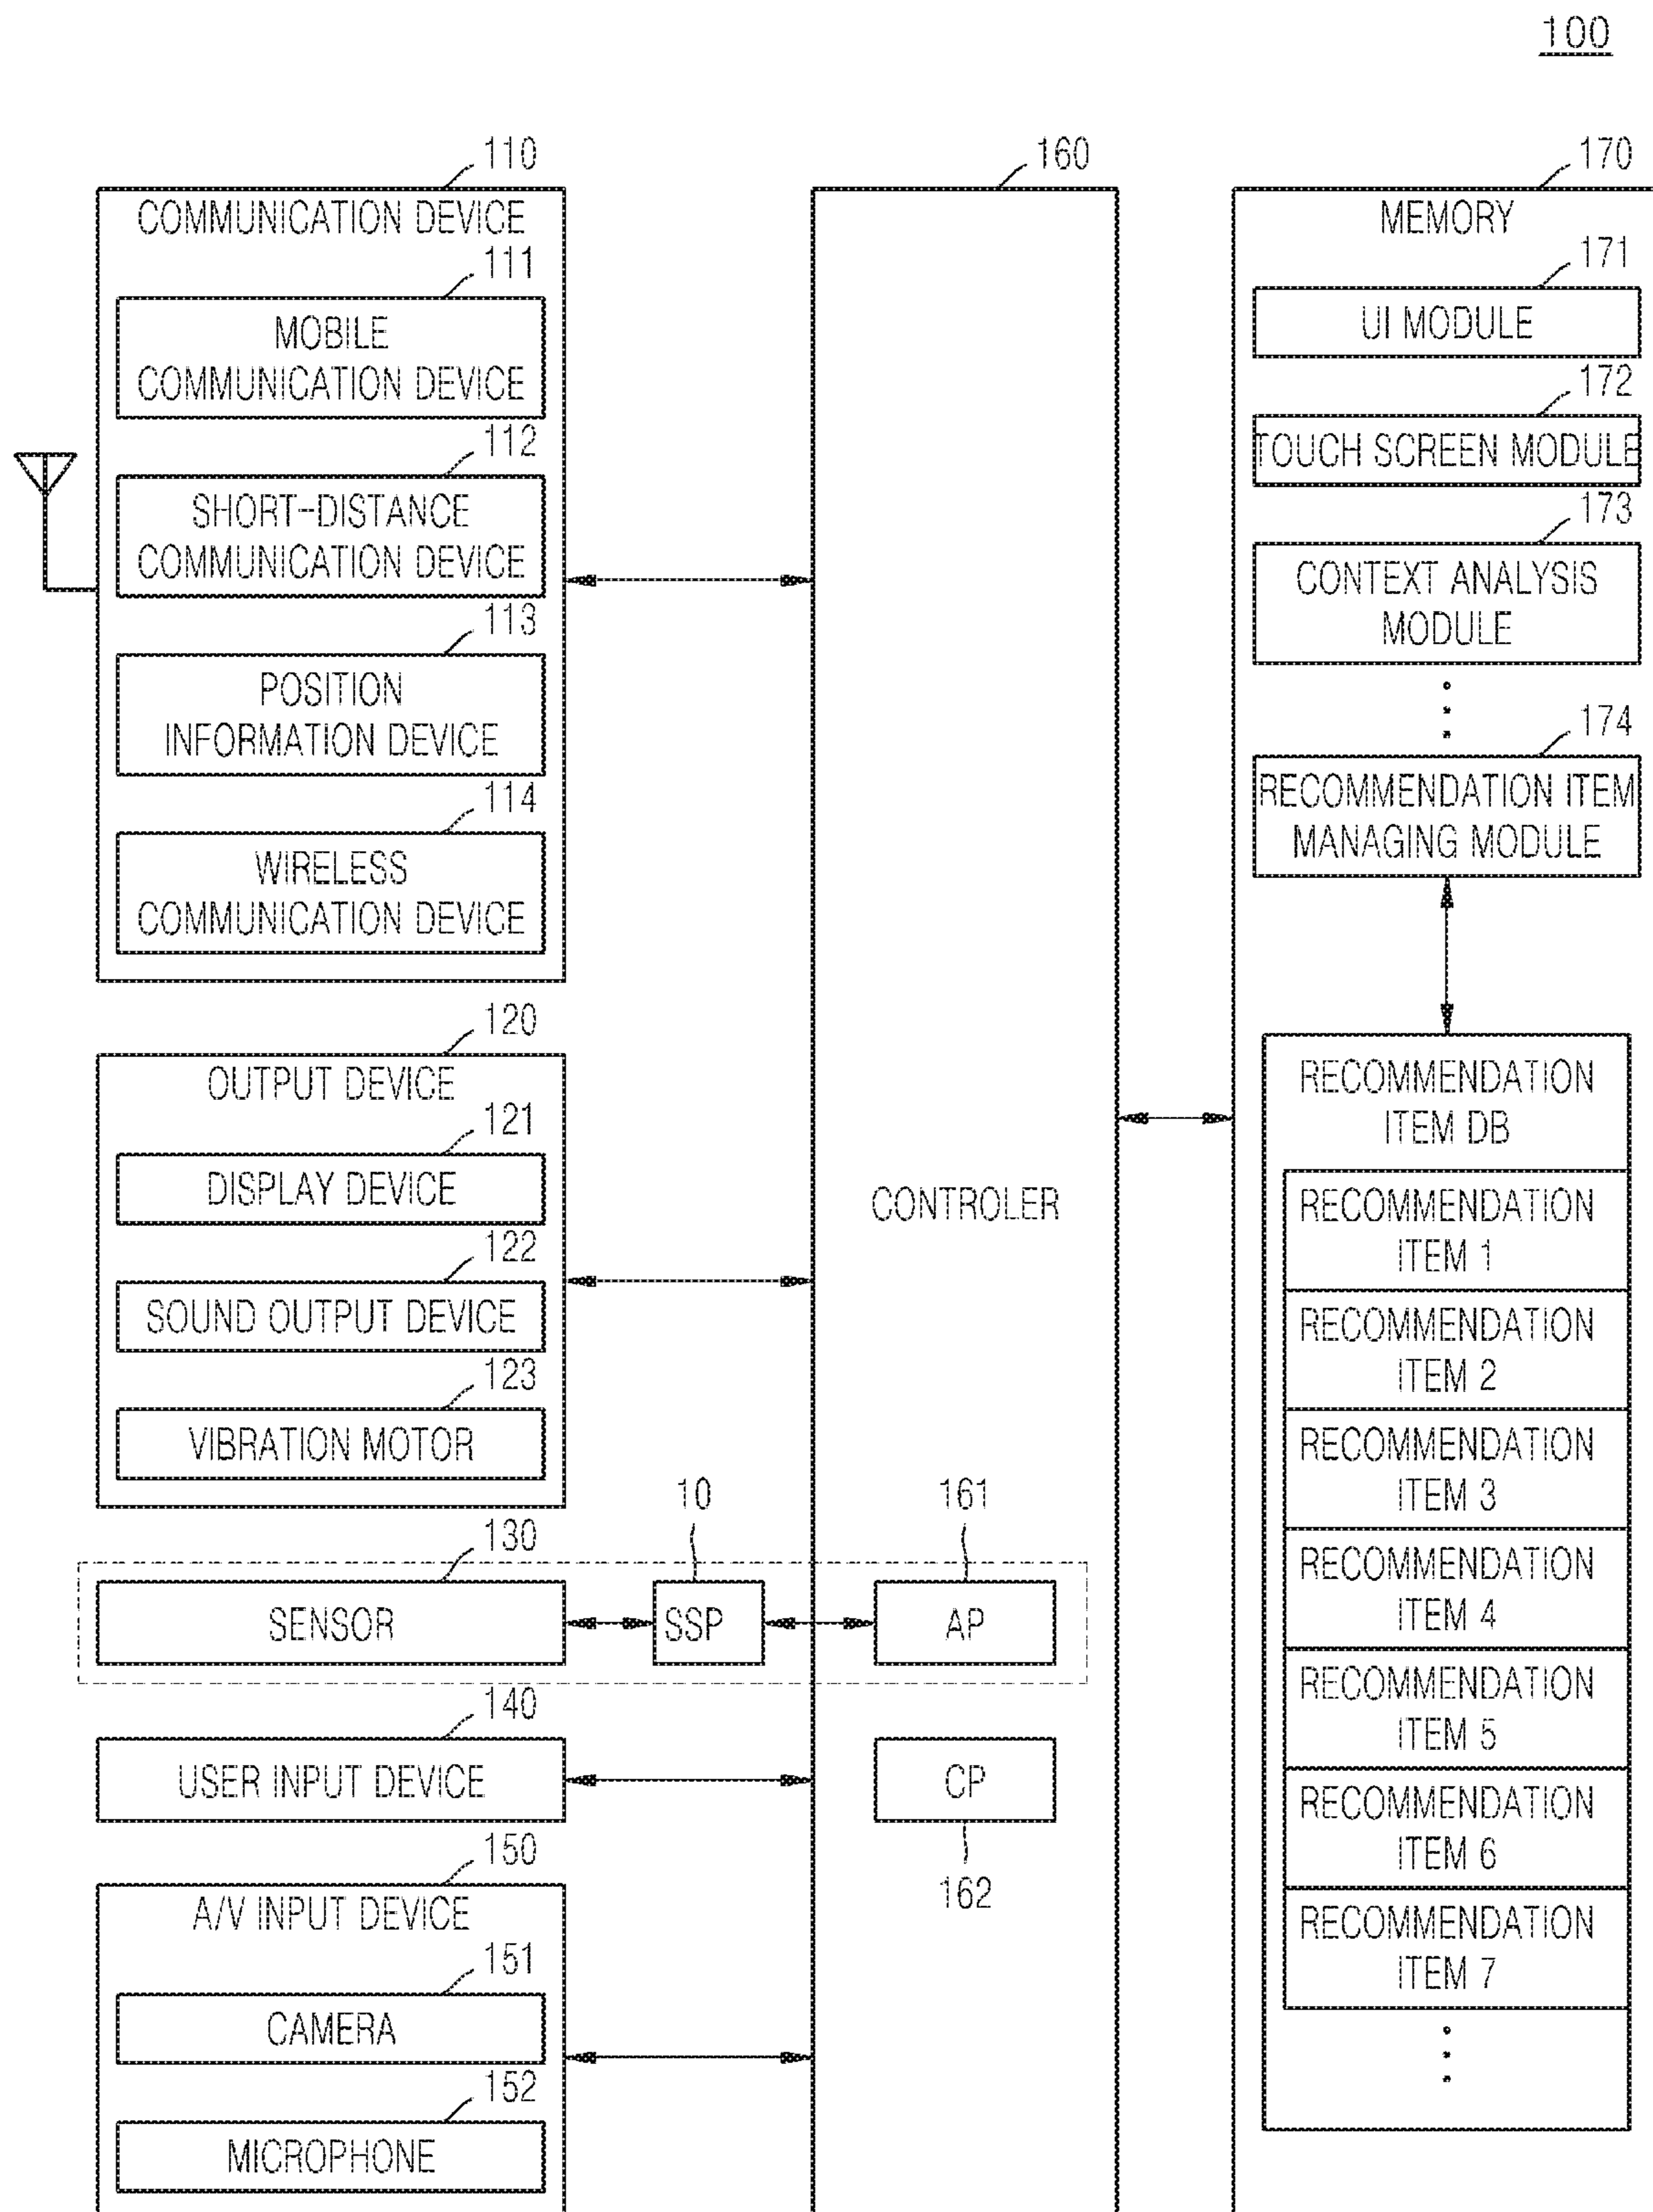 100
110
COMMUNICATION DEVICE
111
MOBILE
COMMUNICATION DEVICE
112
SHORT-DISTANCE
COMMUNICATION DEVICE
113
POSITION
INFORMATION DEVICE
114
WIRELESS
COMMUNICATION DEVICE
120
OUTPUT DEVICE
121
DISPLAY DEVICE
122
SOUND OUTPUT DEVICE
123
VIBRATION MOTOR
130
SENSOR
10
SSP
140
USER INPUT DEVICE
150
A/V INPUT DEVICE
151
CAMERA
152
MICROPHONE
160
CONTROLER
161
AP
CP
162
170
MEMORY
171
UI MODULE
172
TOUCH SCREEN MODULE
173
CONTEXT ANALYSIS
MODULE
174
RECOMMENDATION ITEM
MANAGING MODULE
RECOMMENDATION
ITEM DB
RECOMMENDATION
ITEM 1
RECOMMENDATION
ITEM 2
RECOMMENDATION
ITEM 3
RECOMMENDATION
ITEM 4
RECOMMENDATION
ITEM 5
RECOMMENDATION
ITEM 6
RECOMMENDATION
ITEM 7